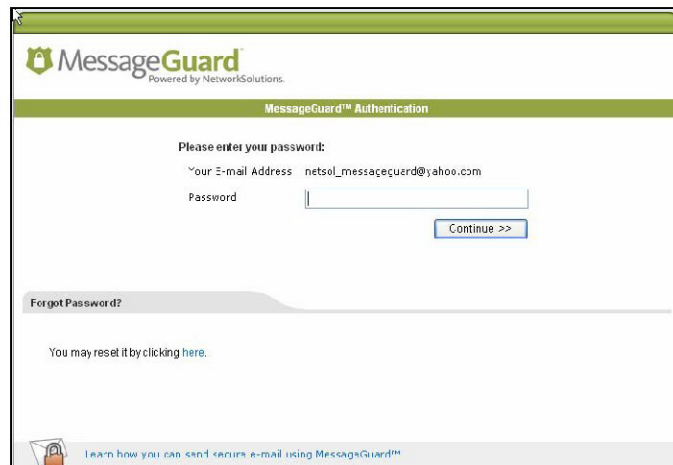 MessageGuard
Powered by NetworkSolutions.
MessageGuard™ Authentication
Please enter your password:
Your E-mail Address netsol_messageguard@yahoo.com
Password
Continue >>
Forgot Password?
You may reset it by clicking here.
Learn how you can send secure e-mail using MessageGuard™